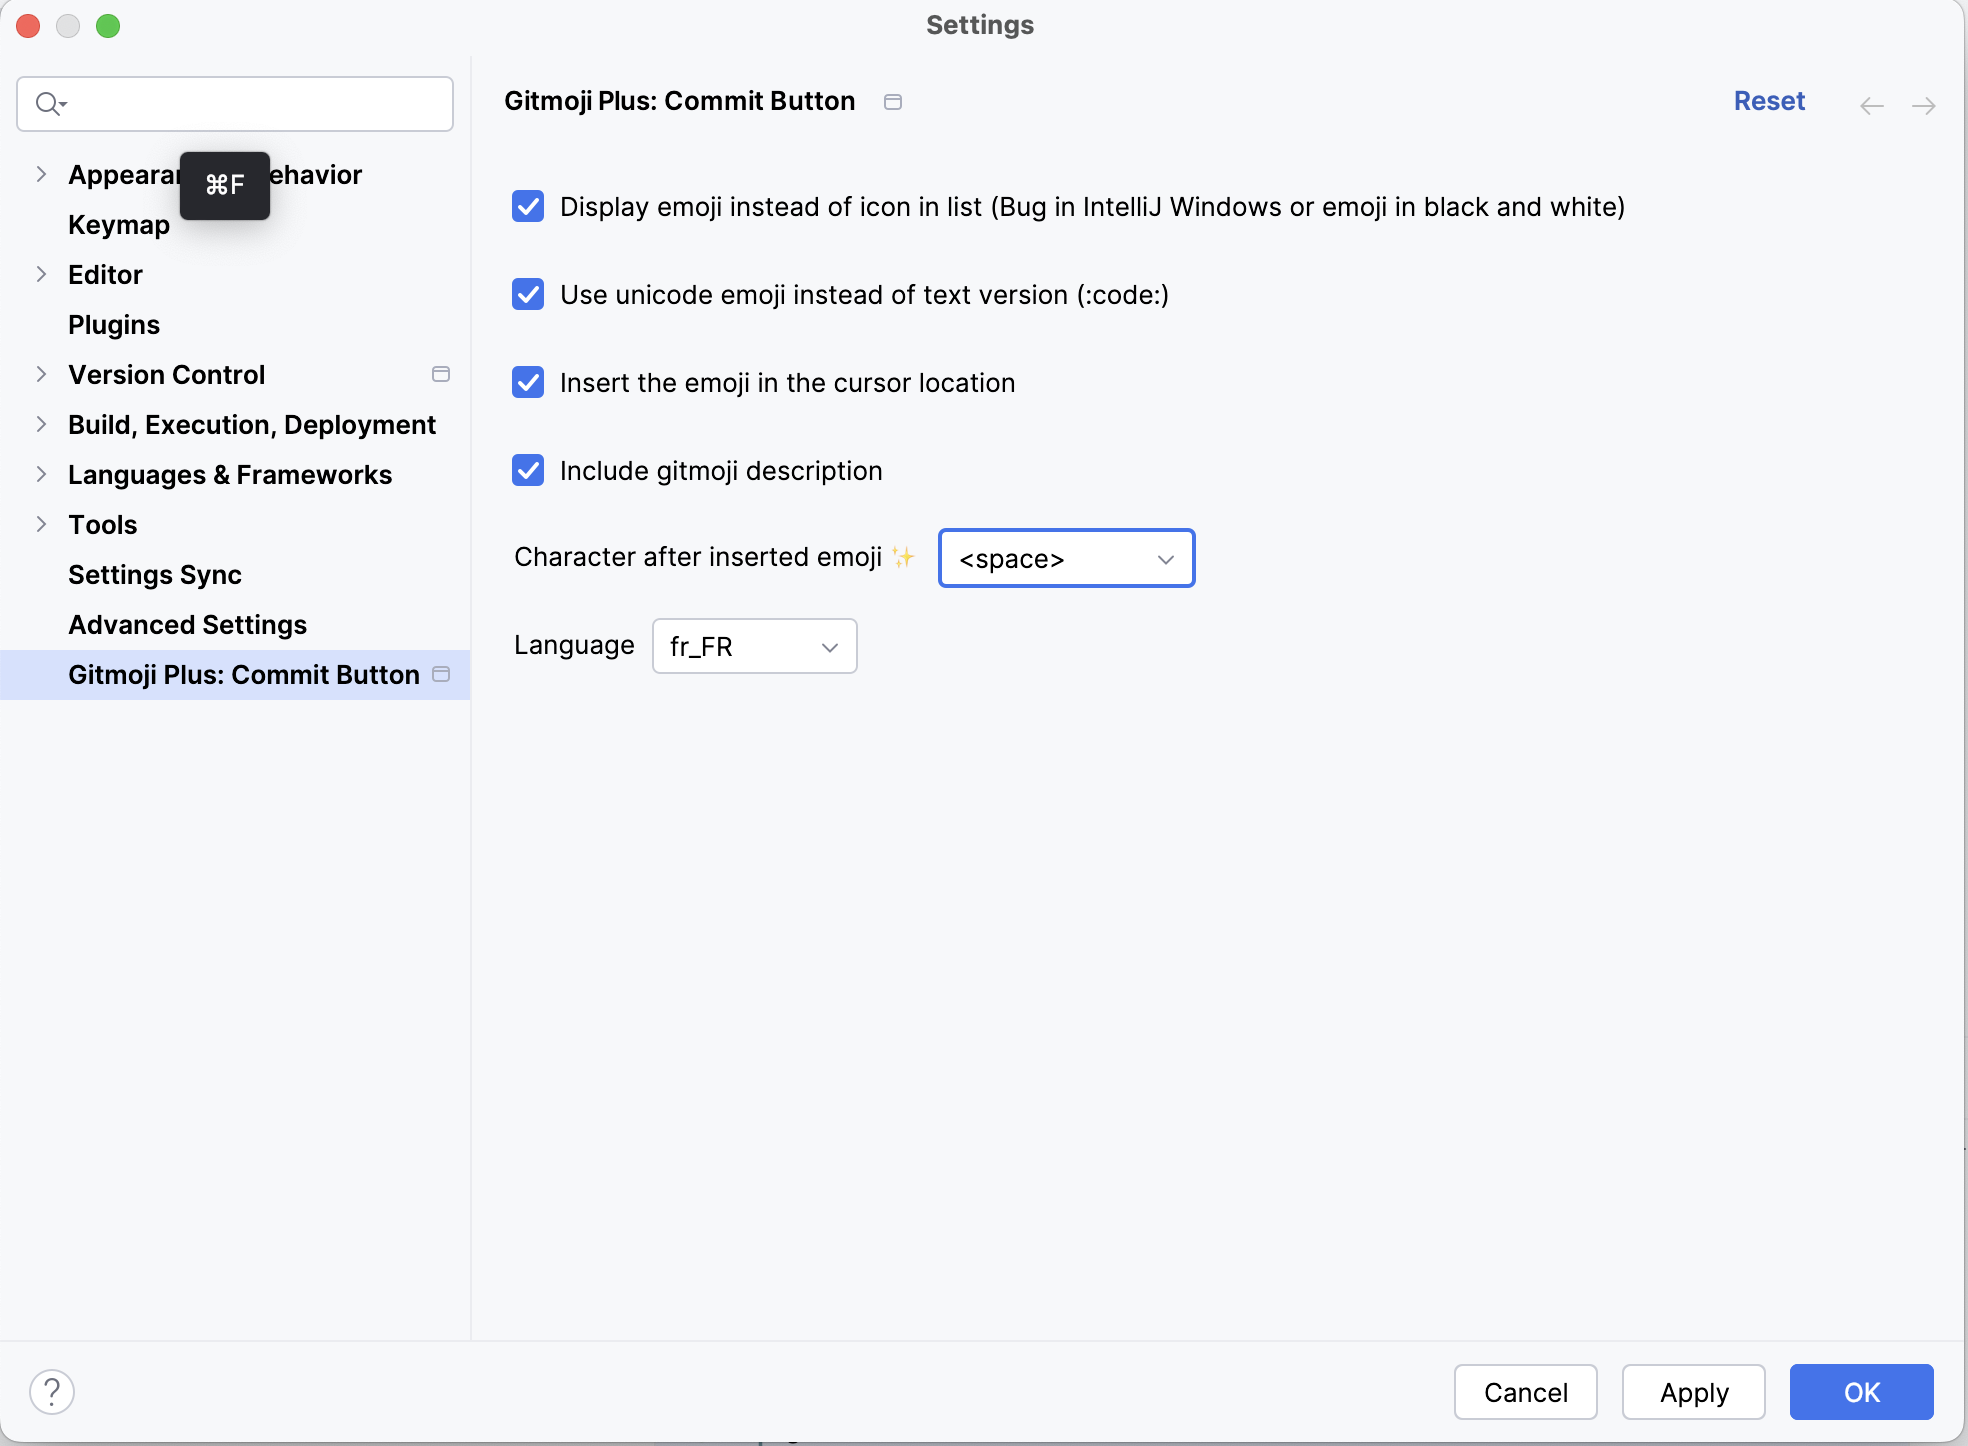 Settings
Gitmoji Plus: Commit Button
Reset
Appearan ehavior
⌘F
Keymap
Editor
Plugins
Version Control
Build, Execution, Deployment
Languages & Frameworks
Tools
Settings Sync
Advanced Settings
Gitmoji Plus: Commit Button
Display emoji instead of icon in list (Bug in IntelliJ Windows or emoji in black and white)
Use unicode emoji instead of text version (:code:)
Insert the emoji in the cursor location
Include gitmoji description
Character after inserted emoji ✨ <space>
Language fr_FR
?
Cancel Apply OK